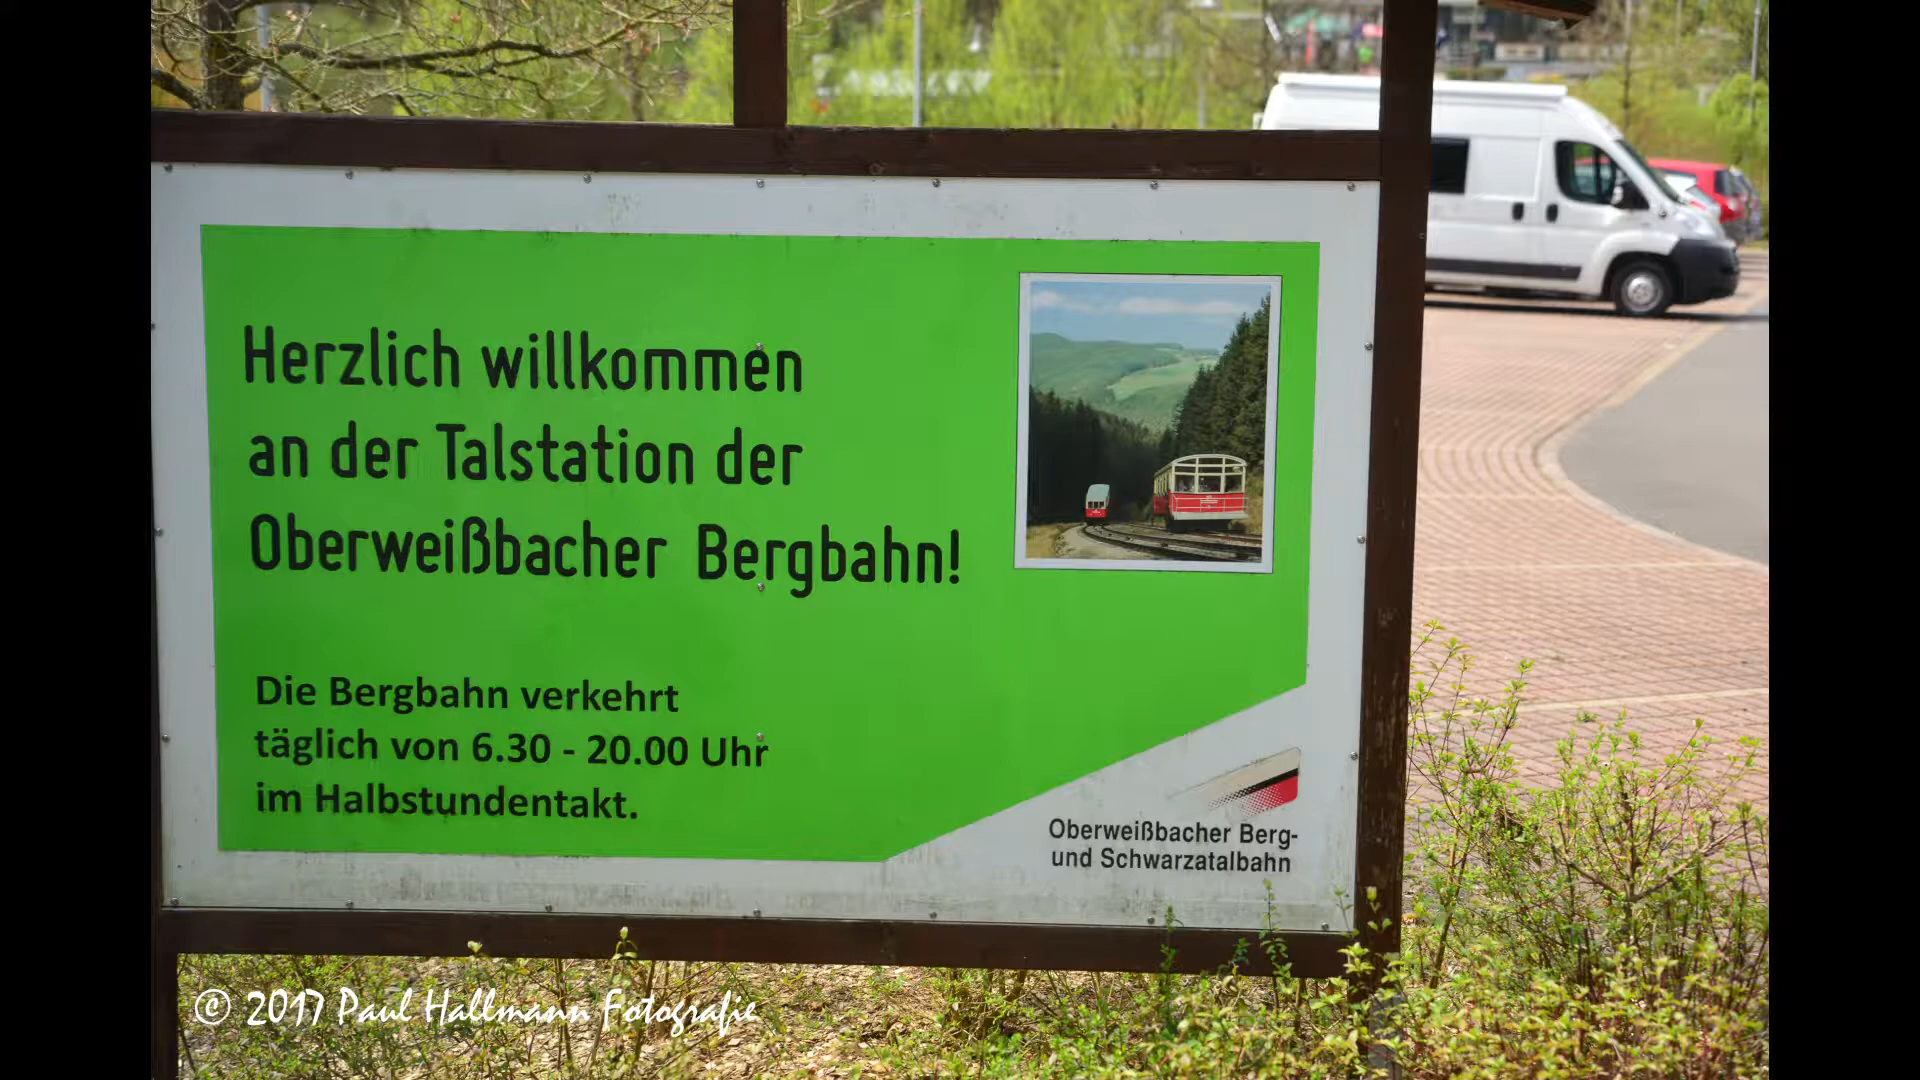 Herzlich willkommen
an der Talstation der
Oberweißbacher Bergbahn!
Die Bergbahn verkehrt
täglich von 6.30 - 20.00 Uhr
im Halbstundentakt.
Oberweißbacher Berg-
und Schwarzatalbahn
© 2017 Paul Hallmann Fotografie